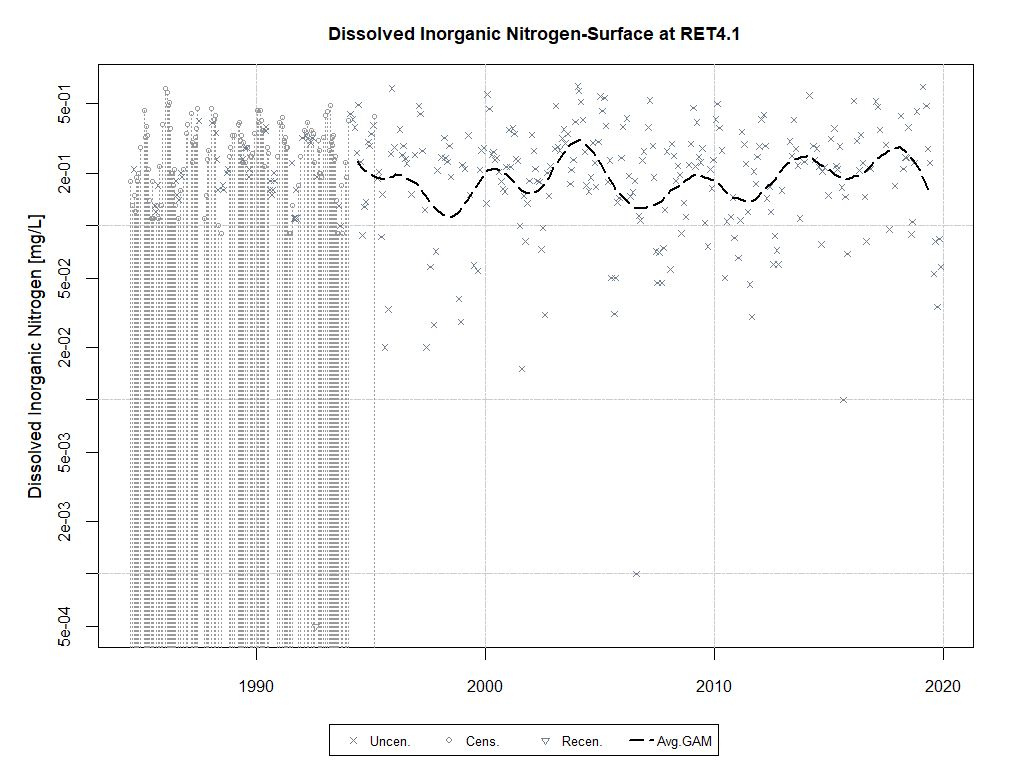 Dissolved Inorganic Nitrogen-Surface at RET4.1
Dissolved Inorganic Nitrogen [mg/L]
5e-01
2e-01
5e-02
2e-02
5e-03
2e-03
5e-04
1990 2000 2010 2020
Uncen. Cens. Recen. Avg.GAM